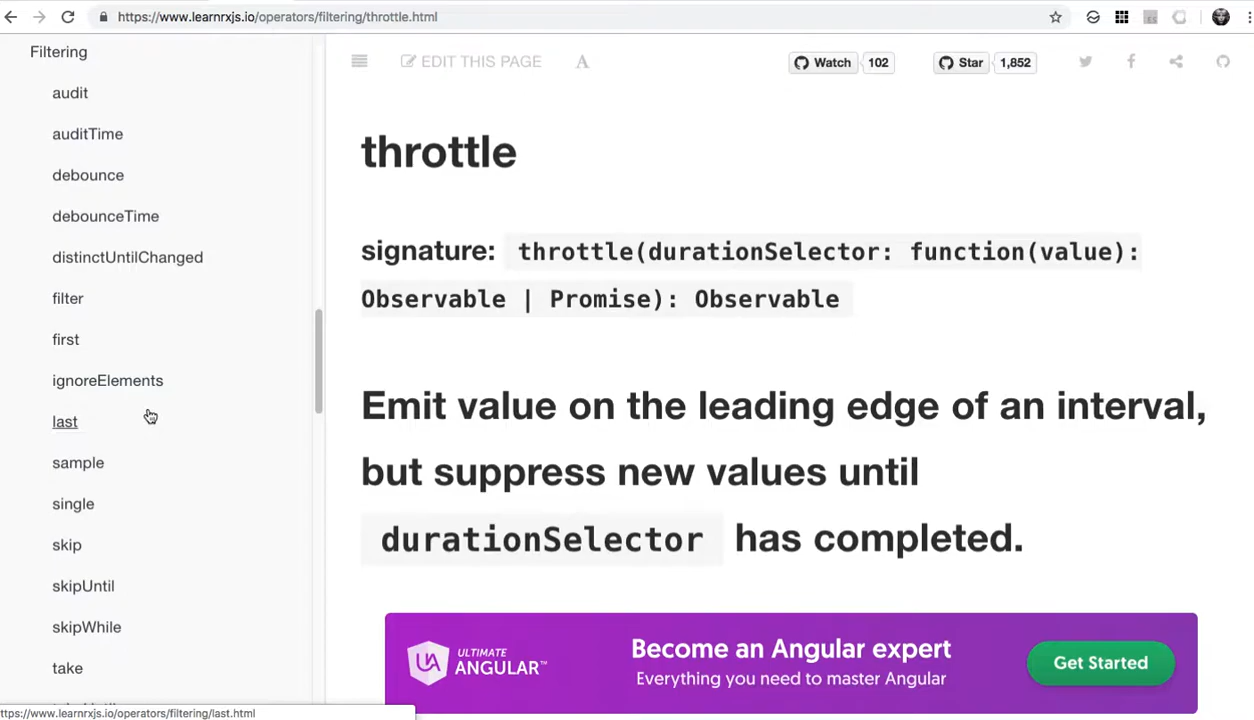 https://www.learnrxjs.io/operators/filtering/throttle.html
Filtering
audit
auditTime
debounce
debounceTime
distinctUntilChanged
filter
first
ignoreElements
last
sample
single
skip
skipUntil
skipWhile
take
EDIT THIS PAGE
A
Watch 102
Star 1,852
throttle
signature: throttle(durationSelector: function(value):
Observable | Promise): Observable
Emit value on the leading edge of an interval,
but suppress new values until
durationSelector has completed.
UA ULTIMATE
ANGULAR™
Become an Angular expert
Everything you need to master Angular
Get Started
ttps://www.learnrxjs.io/operators/filtering/last.html